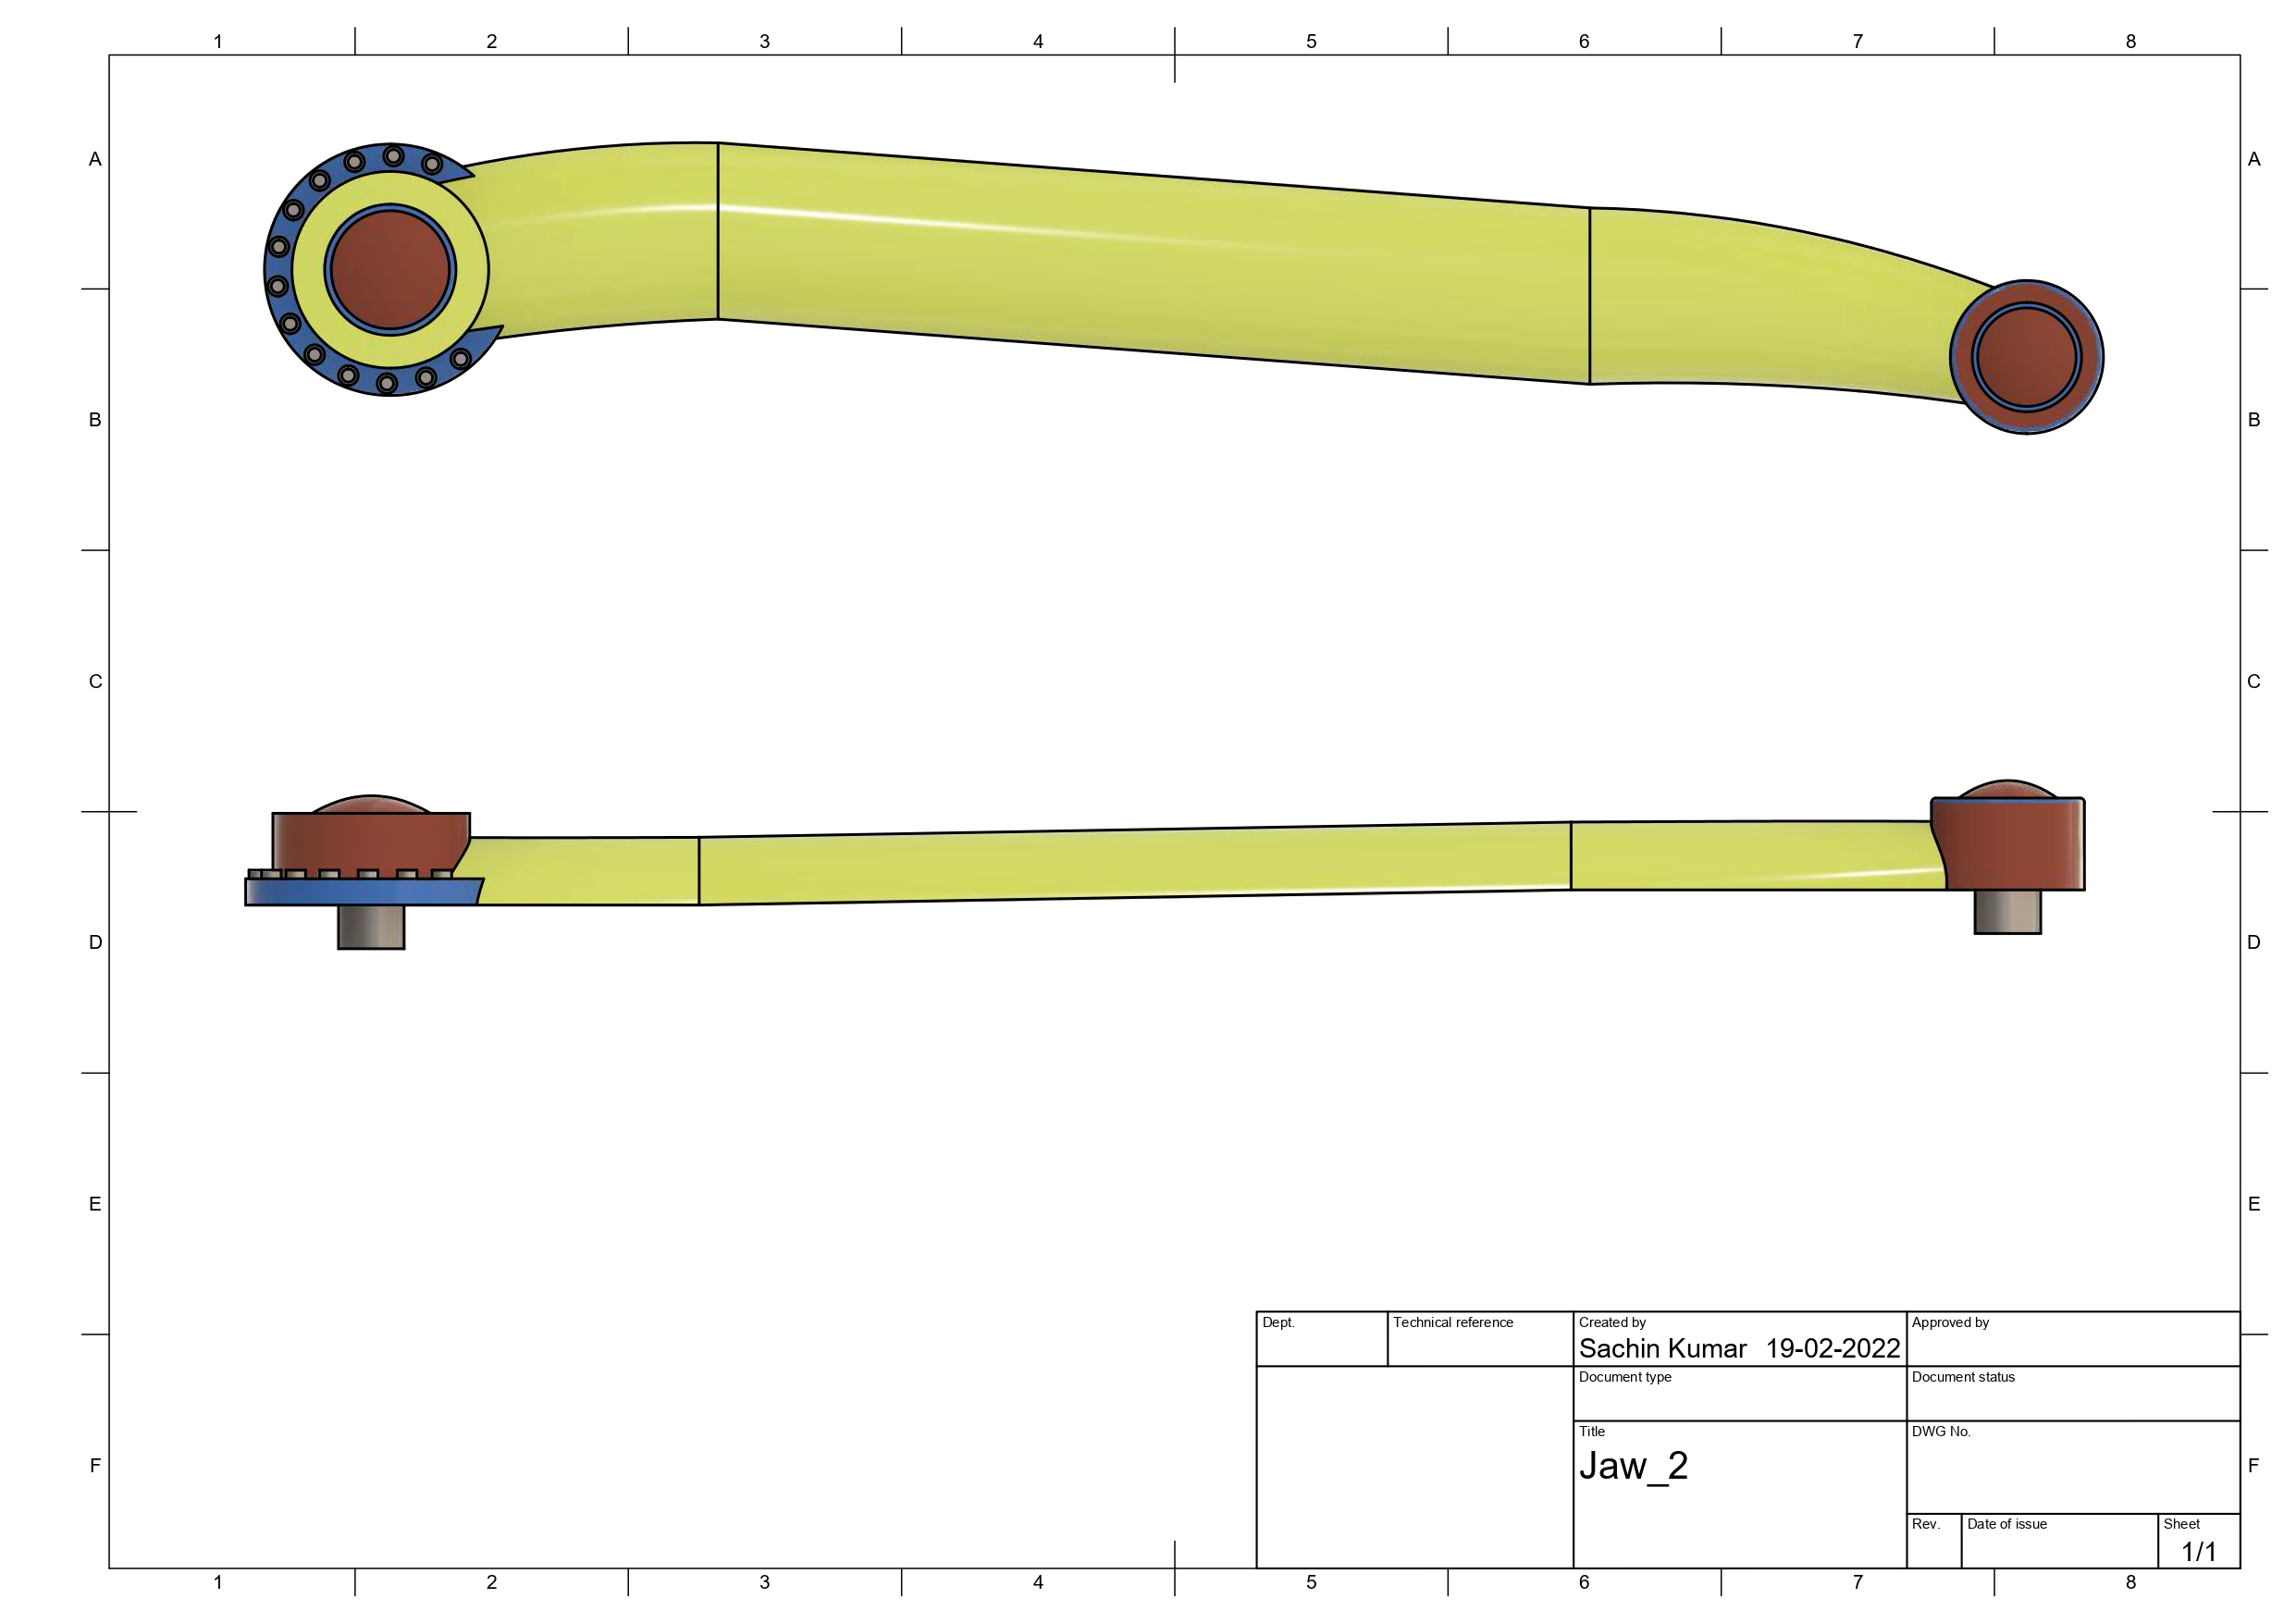 1 2 3 4 5 6 7 8
A A
B B
C C
D D
E E
F F
Dept. Technical reference Created by Approved by
Sachin Kumar 19-02-2022
Document type Document status
Title DWG No.
Jaw_2
Rev. Date of issue Sheet
1/1
1 2 3 4 5 6 7 8